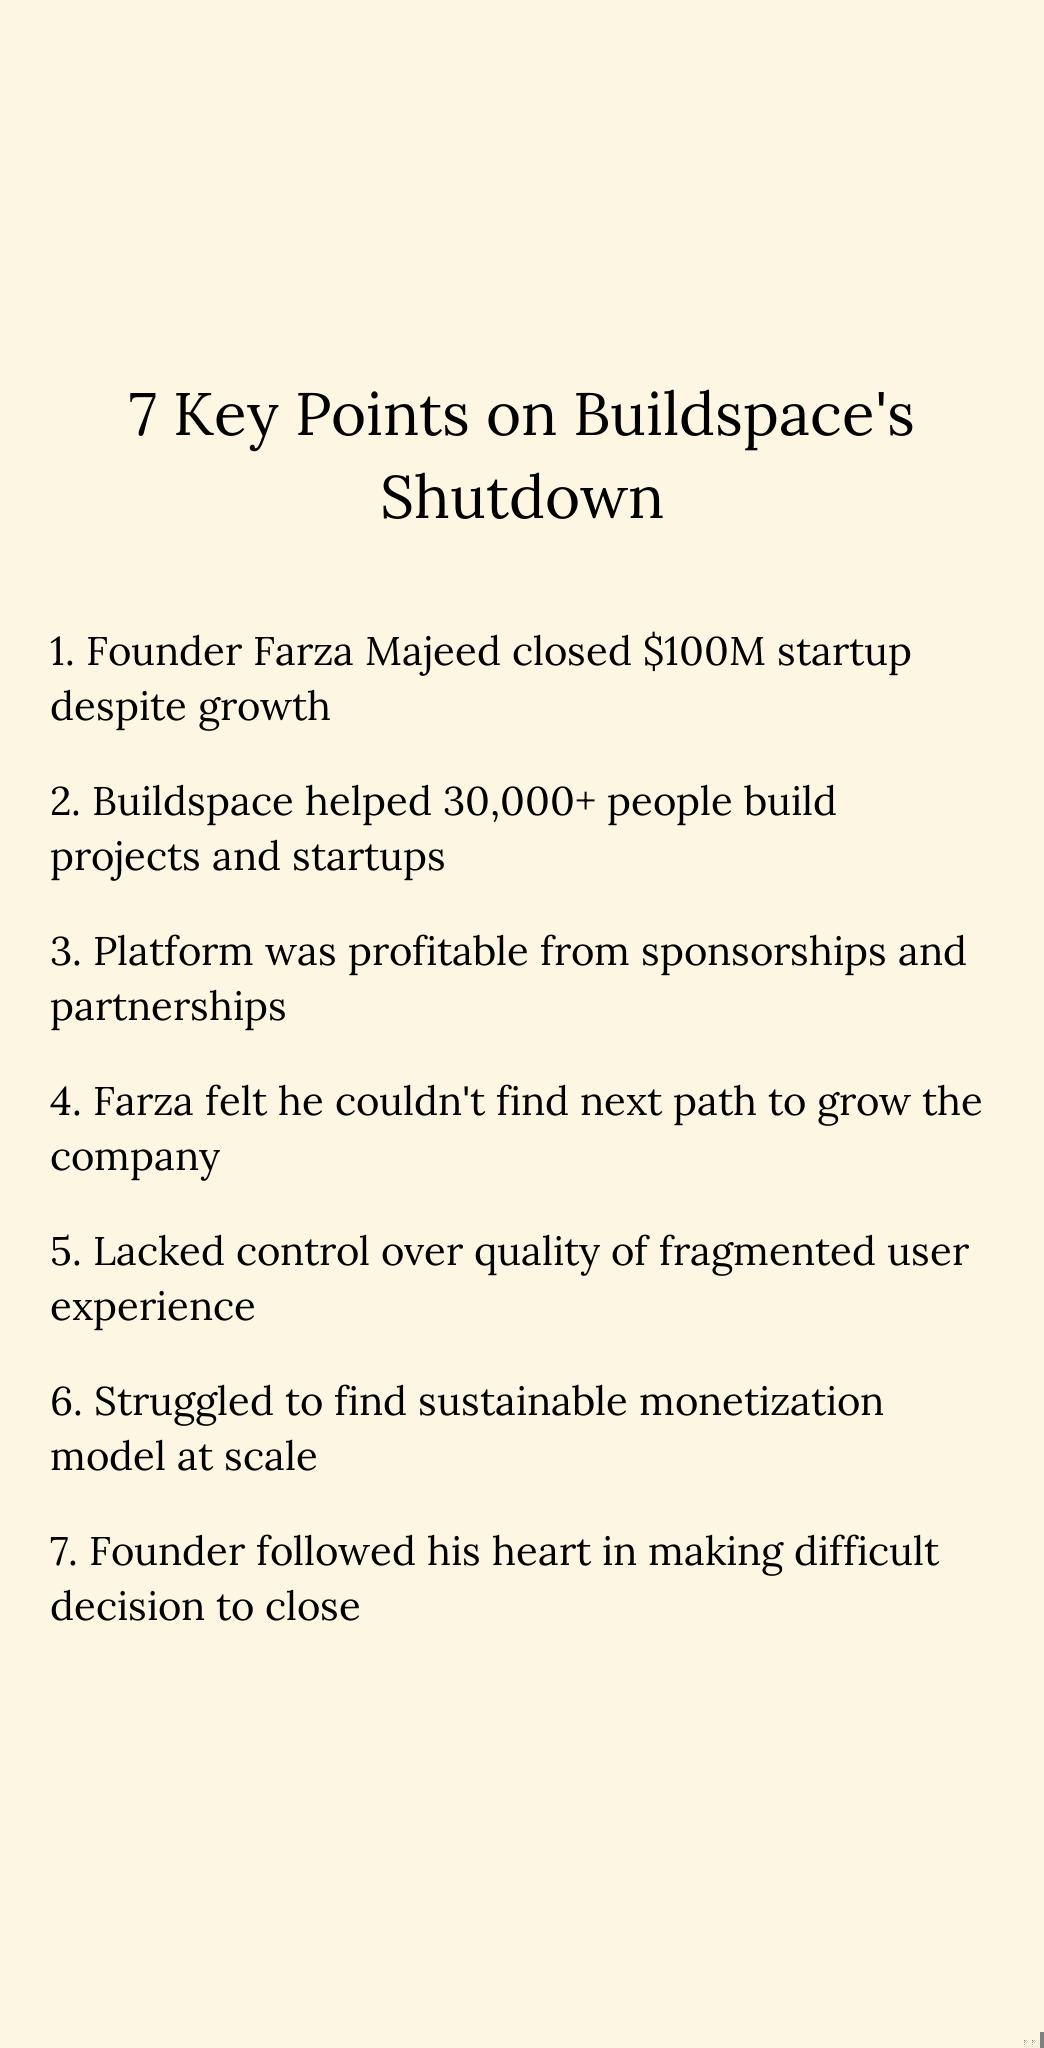 7 Key Points on Buildspace's
Shutdown
1. Founder Farza Majeed closed $100M startup
despite growth
2. Buildspace helped 30,000+ people build
projects and startups
3. Platform was profitable from sponsorships and
partnerships
4. Farza felt he couldn't find next path to grow the
company
5. Lacked control over quality of fragmented user
experience
6. Struggled to find sustainable monetization
model at scale
7. Founder followed his heart in making difficult
decision to close